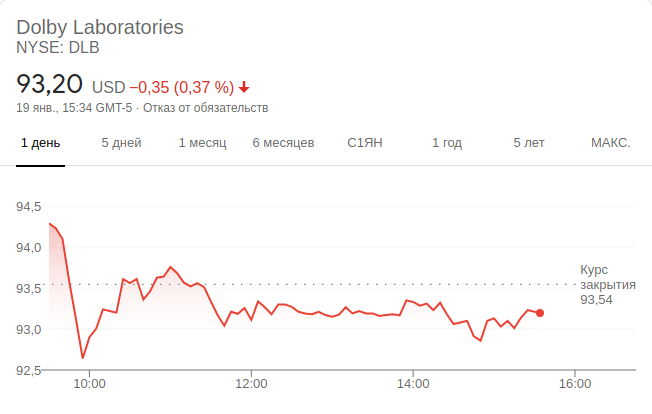 Dolby Laboratories
NYSE: DLB
93,20 USD −0,35 (0,37 %)
19 янв., 15:34 GMT-5 · Отказ от обязательств
1 день 5 дней 1 месяц 6 месяцев С1ЯН 1 год 5 лет МАКС.
94,5
94,0
93,5
93,0
92,5
Курс
закрытия
93,54
10:00 12:00 14:00 16:00